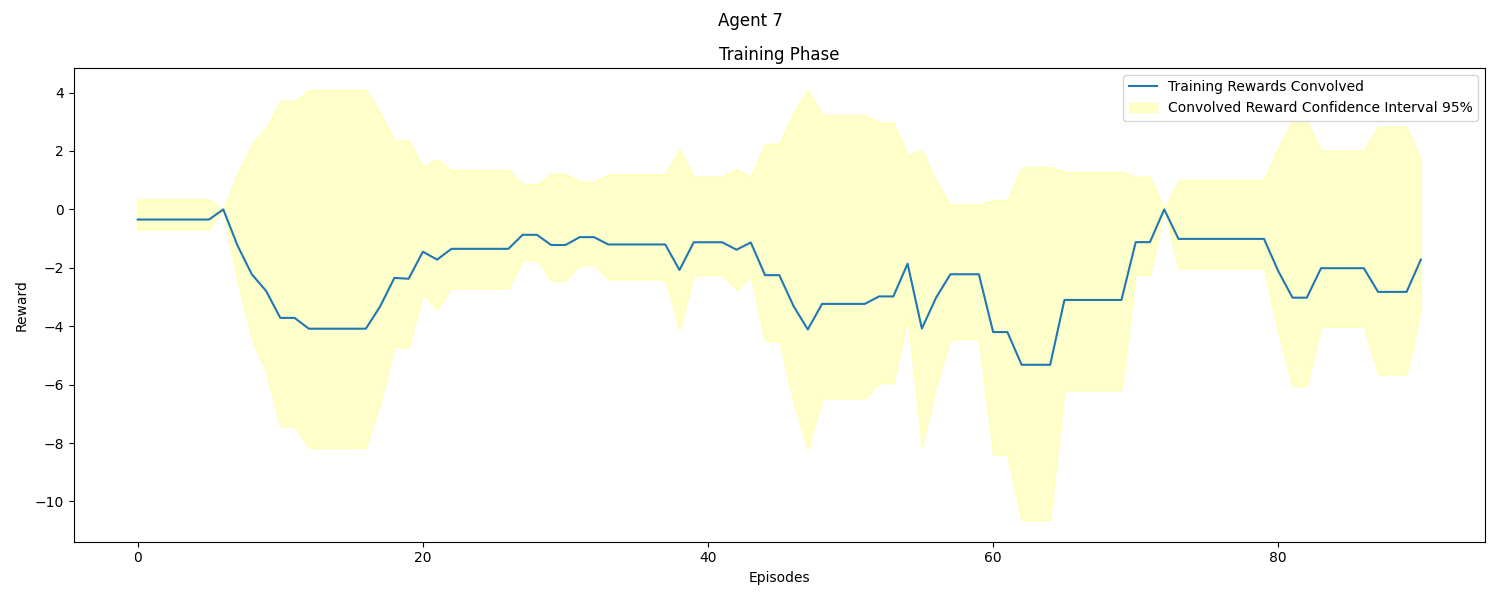 Agent 7
Training Phase
Training Rewards Convolved
Convolved Reward Confidence Interval 95%
Reward
4
2
0
−2
−4
−6
−8
−10
0 20 40 60 80
Episodes